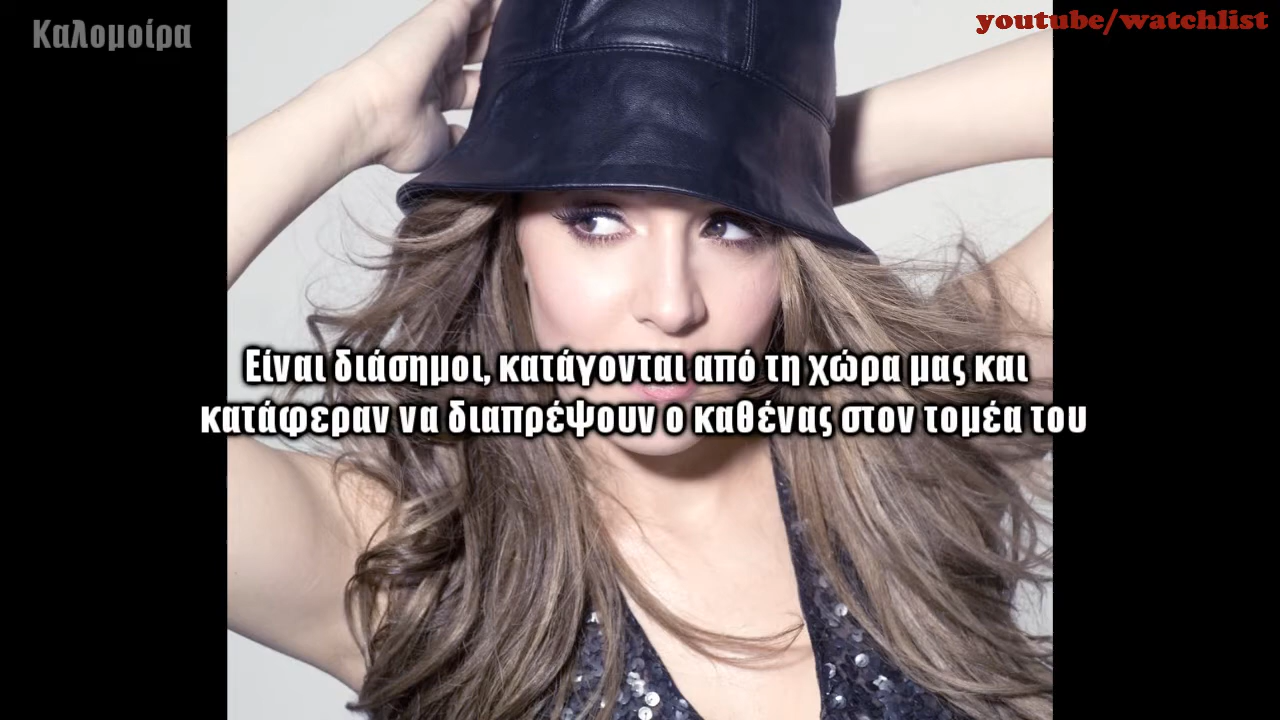 Καλομοίρα
youtube/watchlist
Είναι διάσημοι, κατάγονται από τη χώρα μας και
κατάφεραν να διαπρέψουν ο καθένας στον τομέα του